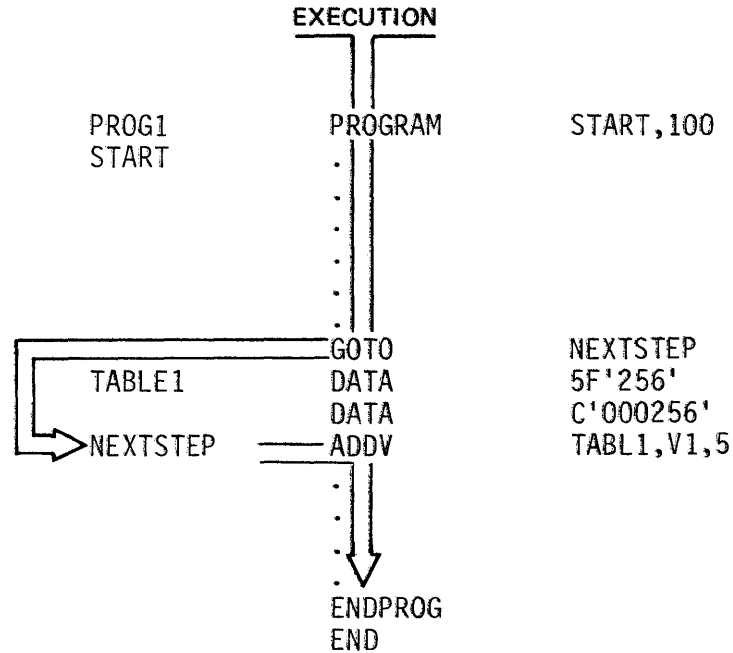 EXECUTION
PROG1 PROGRAM START,100
START
.
.
.
.
.
.
GOTO NEXTSTEP
TABLE1 DATA 5F'256'
DATA C'000256'
NEXTSTEP ADDV TABL1,V1,5
.
.
.
.
ENDPROG
END